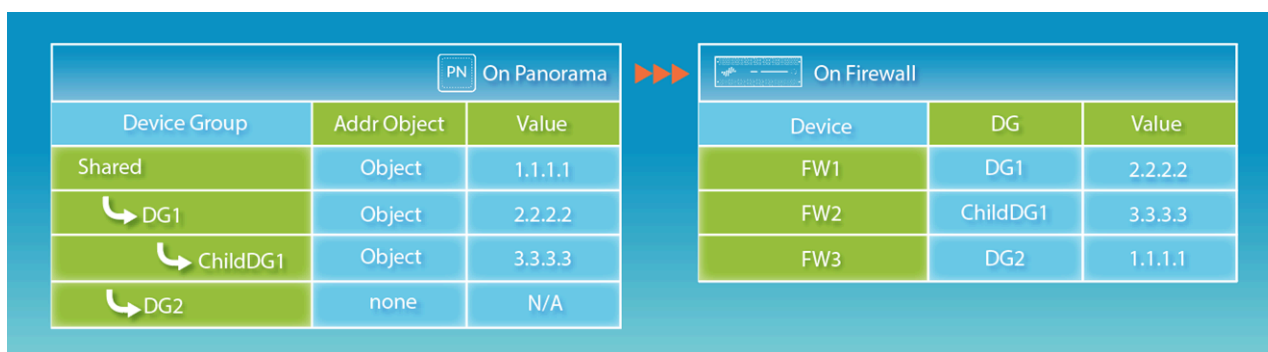 PN On Panorama
Device Group Addr Object Value
Shared Object 1.1.1.1
DG1 Object 2.2.2.2
ChildDG1 Object 3.3.3.3
DG2 none N/A
On Firewall
Device DG Value
FW1 DG1 2.2.2.2
FW2 ChildDG1 3.3.3.3
FW3 DG2 1.1.1.1